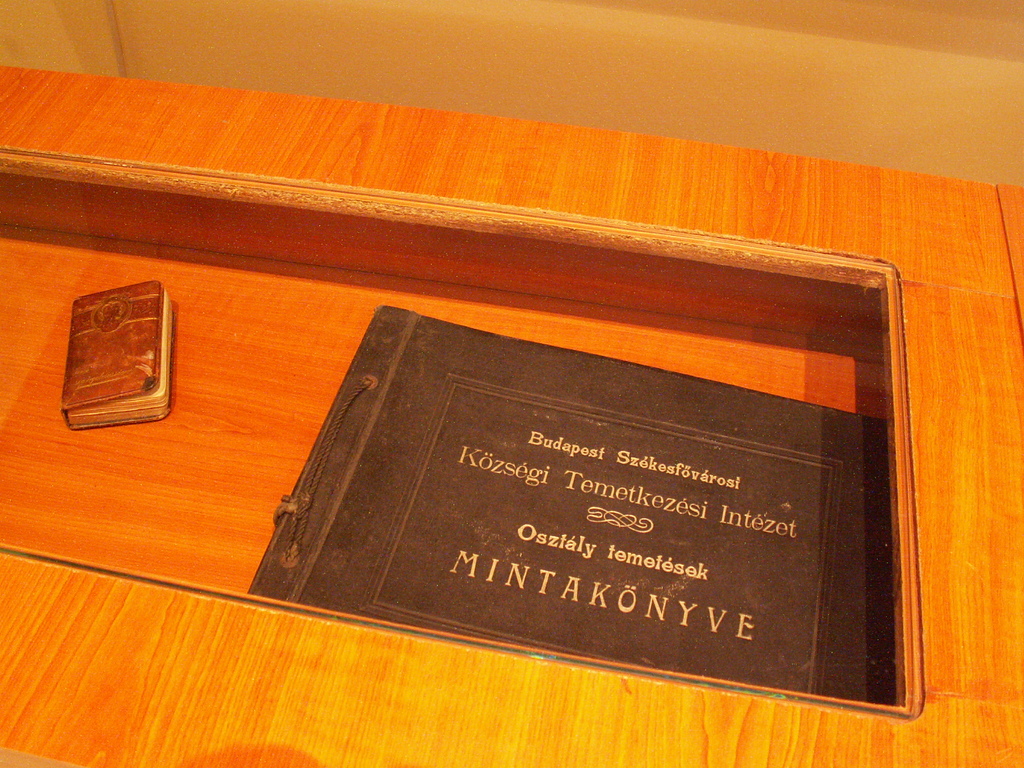 Budapest Székesfővárosi
Községi Temetkezési Intézet
Osztály temetések
MINTAKÖNYVE